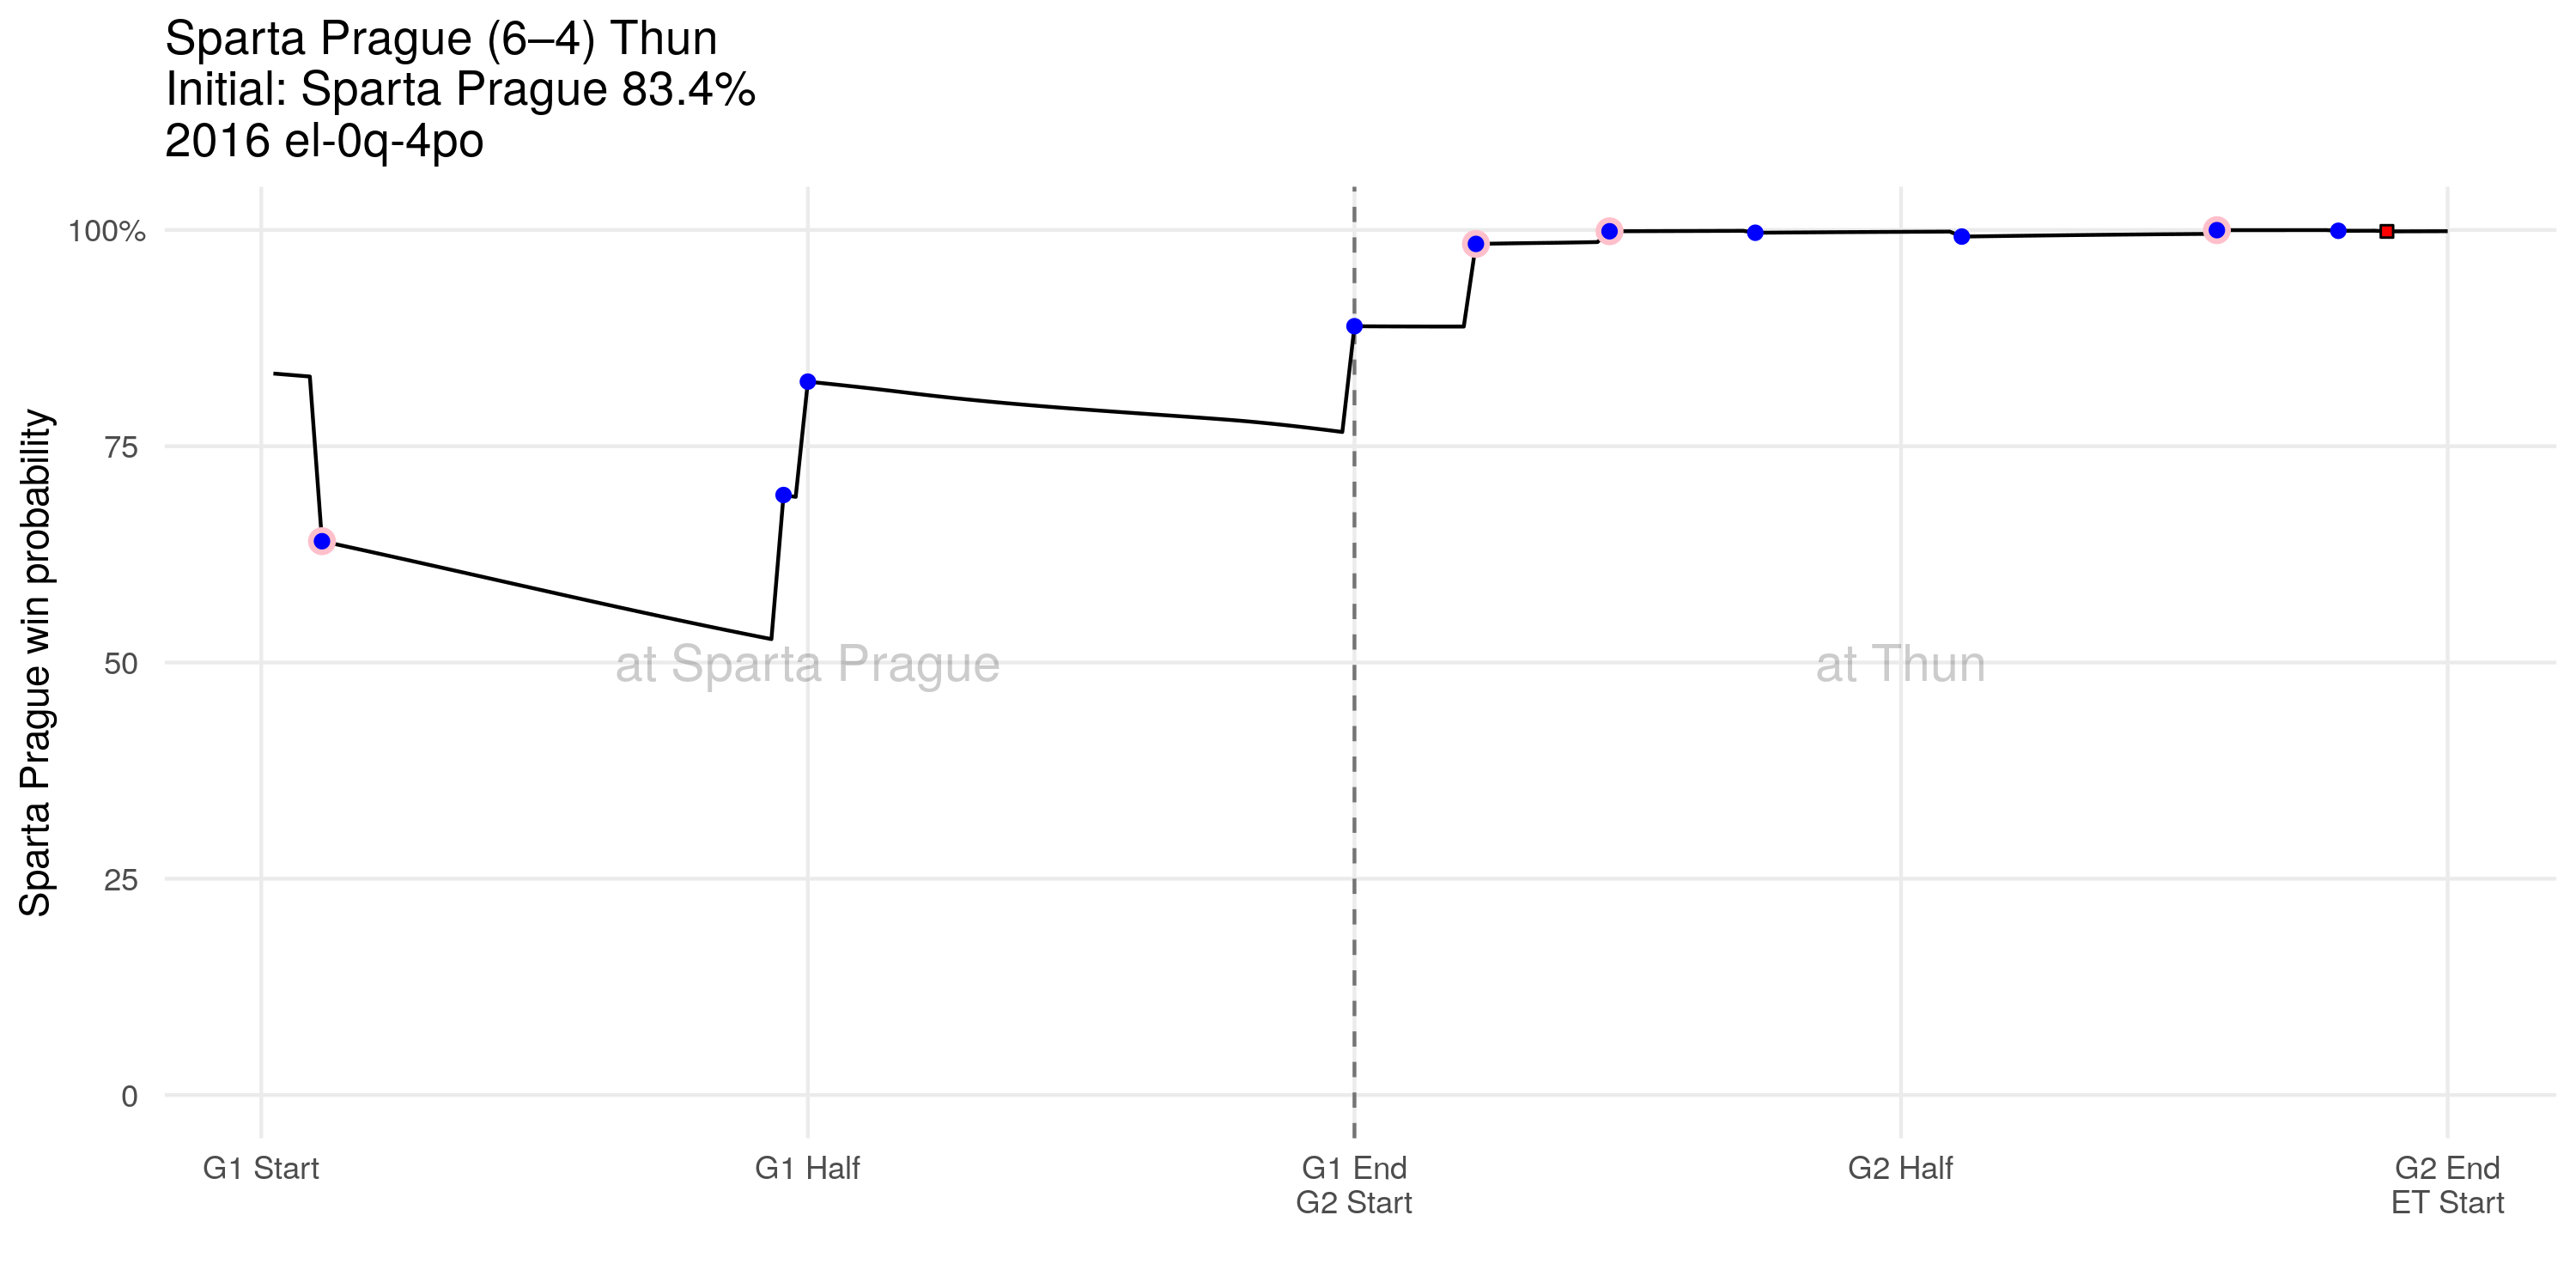 Sparta Prague (6–4) Thun
Initial: Sparta Prague 83.4%
2016 el-0q-4po
Sparta Prague win probability
100%
75
50
25
0
at Sparta Prague
at Thun
G1 Start
G1 Half
G1 End
G2 Start
G2 Half
G2 End
ET Start